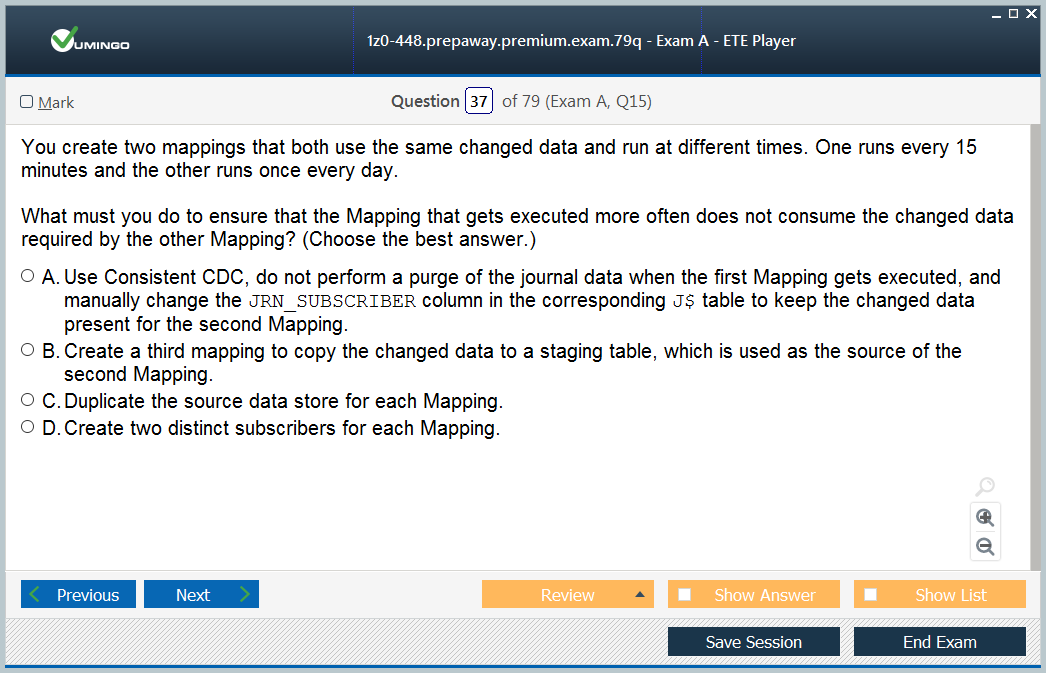 VUMINGO
1z0-448.prepaway.premium.exam.79q - Exam A - ETE Player
Mark
Question 37 of 79 (Exam A, Q15)
You create two mappings that both use the same changed data and run at different times. One runs every 15
minutes and the other runs once every day.
What must you do to ensure that the Mapping that gets executed more often does not consume the changed data
required by the other Mapping? (Choose the best answer.)
A. Use Consistent CDC, do not perform a purge of the journal data when the first Mapping gets executed, and
manually change the JRN_SUBSCRIBER column in the corresponding J$ table to keep the changed data
present for the second Mapping.
B. Create a third mapping to copy the changed data to a staging table, which is used as the source of the
second Mapping.
C. Duplicate the source data store for each Mapping.
D. Create two distinct subscribers for each Mapping.
Previous
Next
Review
Show Answer
Show List
Save Session
End Exam